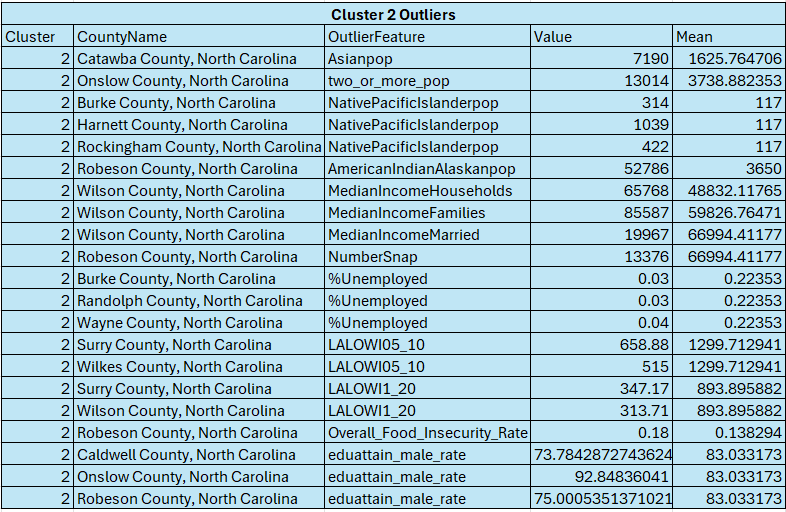 Cluster 2 Outliers
Cluster CountyName OutlierFeature Value Mean
2 Catawba County, North Carolina Asianpop 7190 1625.764706
2 Onslow County, North Carolina two_or_more_pop 13014 3738.882353
2 Burke County, North Carolina NativePacificIslanderpop 314 117
2 Harnett County, North Carolina NativePacificIslanderpop 1039 117
2 Rockingham County, North Carolina NativePacificIslanderpop 422 117
2 Robeson County, North Carolina AmericanIndianAlaskanpop 52786 3650
2 Wilson County, North Carolina MedianIncomeHouseholds 65768 48832.11765
2 Wilson County, North Carolina MedianIncomeFamilies 85587 59826.76471
2 Wilson County, North Carolina MedianIncomeMarried 19967 66994.41177
2 Robeson County, North Carolina NumberSnap 13376 66994.41177
2 Burke County, North Carolina %Unemployed 0.03 0.22353
2 Randolph County, North Carolina %Unemployed 0.03 0.22353
2 Wayne County, North Carolina %Unemployed 0.04 0.22353
2 Surry County, North Carolina LALOWI05_10 658.88 1299.712941
2 Wilkes County, North Carolina LALOWI05_10 515 1299.712941
2 Surry County, North Carolina LALOWI1_20 347.17 893.895882
2 Wilson County, North Carolina LALOWI1_20 313.71 893.895882
2 Robeson County, North Carolina Overall_Food_Insecurity_Rate 0.18 0.138294
2 Caldwell County, North Carolina eduattain_male_rate 73.7842872743624 83.033173
2 Onslow County, North Carolina eduattain_male_rate 92.84836041 83.033173
2 Robeson County, North Carolina eduattain_male_rate 75.0005351371021 83.033173